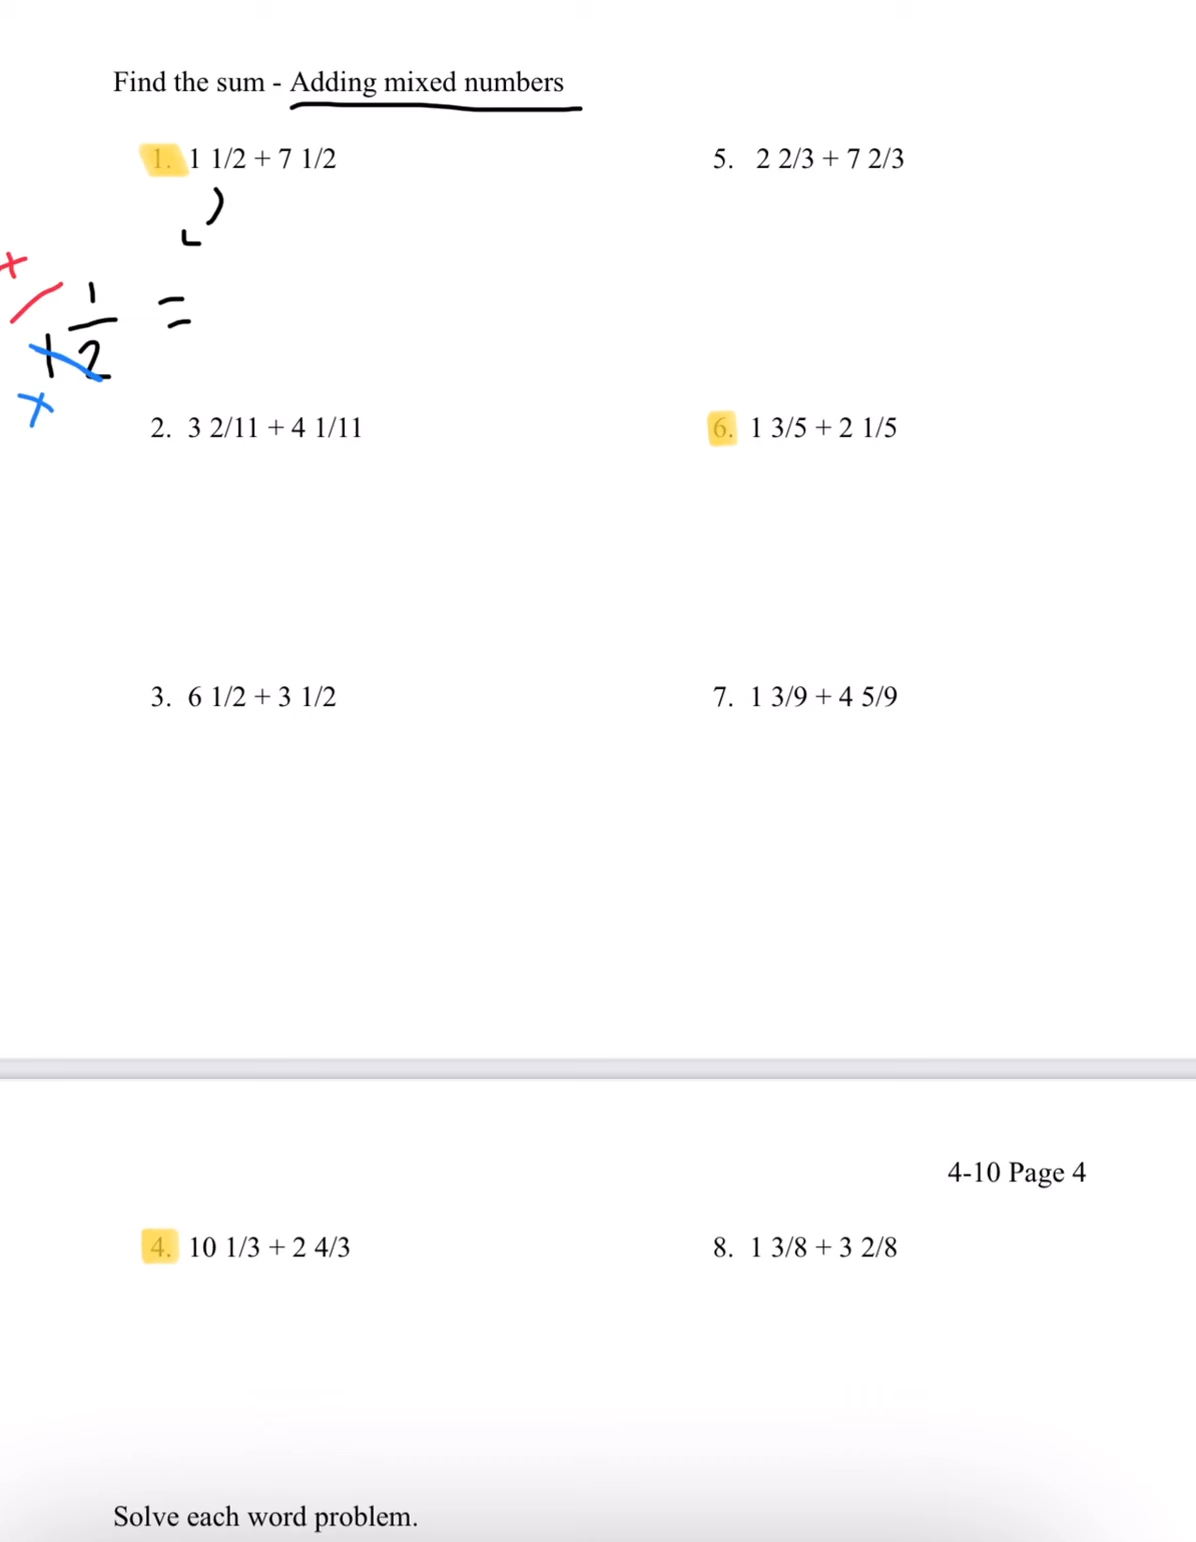 Find the sum - Adding mixed numbers
1. 1 1/2 + 7 1/2
5. 2 2/3 + 7 2/3
+
1
1 — =
2
x
2. 3 2/11 + 4 1/11
6. 1 3/5 + 2 1/5
3. 6 1/2 + 3 1/2
7. 1 3/9 + 4 5/9
4-10 Page 4
4. 10 1/3 + 2 4/3
8. 1 3/8 + 3 2/8
Solve each word problem.